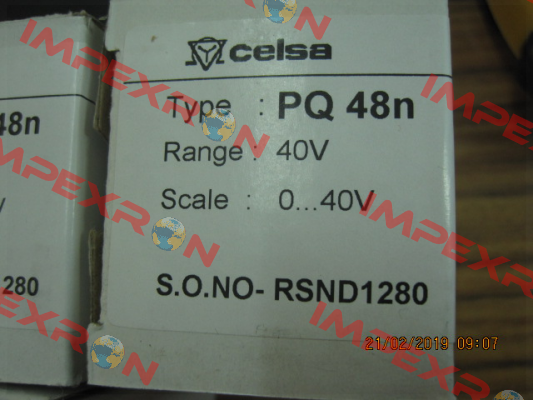 celsa
48n
Type : PQ 48n
Range : 40V
Scale : 0...40V
280
S.O.NO- RSND1280
21/02/2019 09:07
IMPEXRON
IMPEXRON
IMPEXRON
IMPEXRON
IMPEXRON